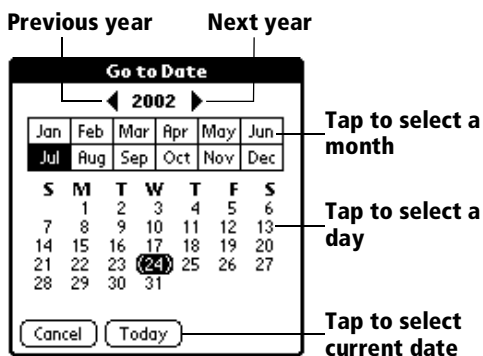 Previous year Next year
Go to Date
2002
Jan Feb Mar Apr May Jun
Jul Aug Sep Oct Nov Dec
Tap to select a
month
S M T W T F S
1 2 3 4 5 6
7 8 9 10 11 12 13
14 15 16 17 18 19 20
21 22 23 24 25 26 27
28 29 30 31
Tap to select a
day
Cancel Today
Tap to select
current date